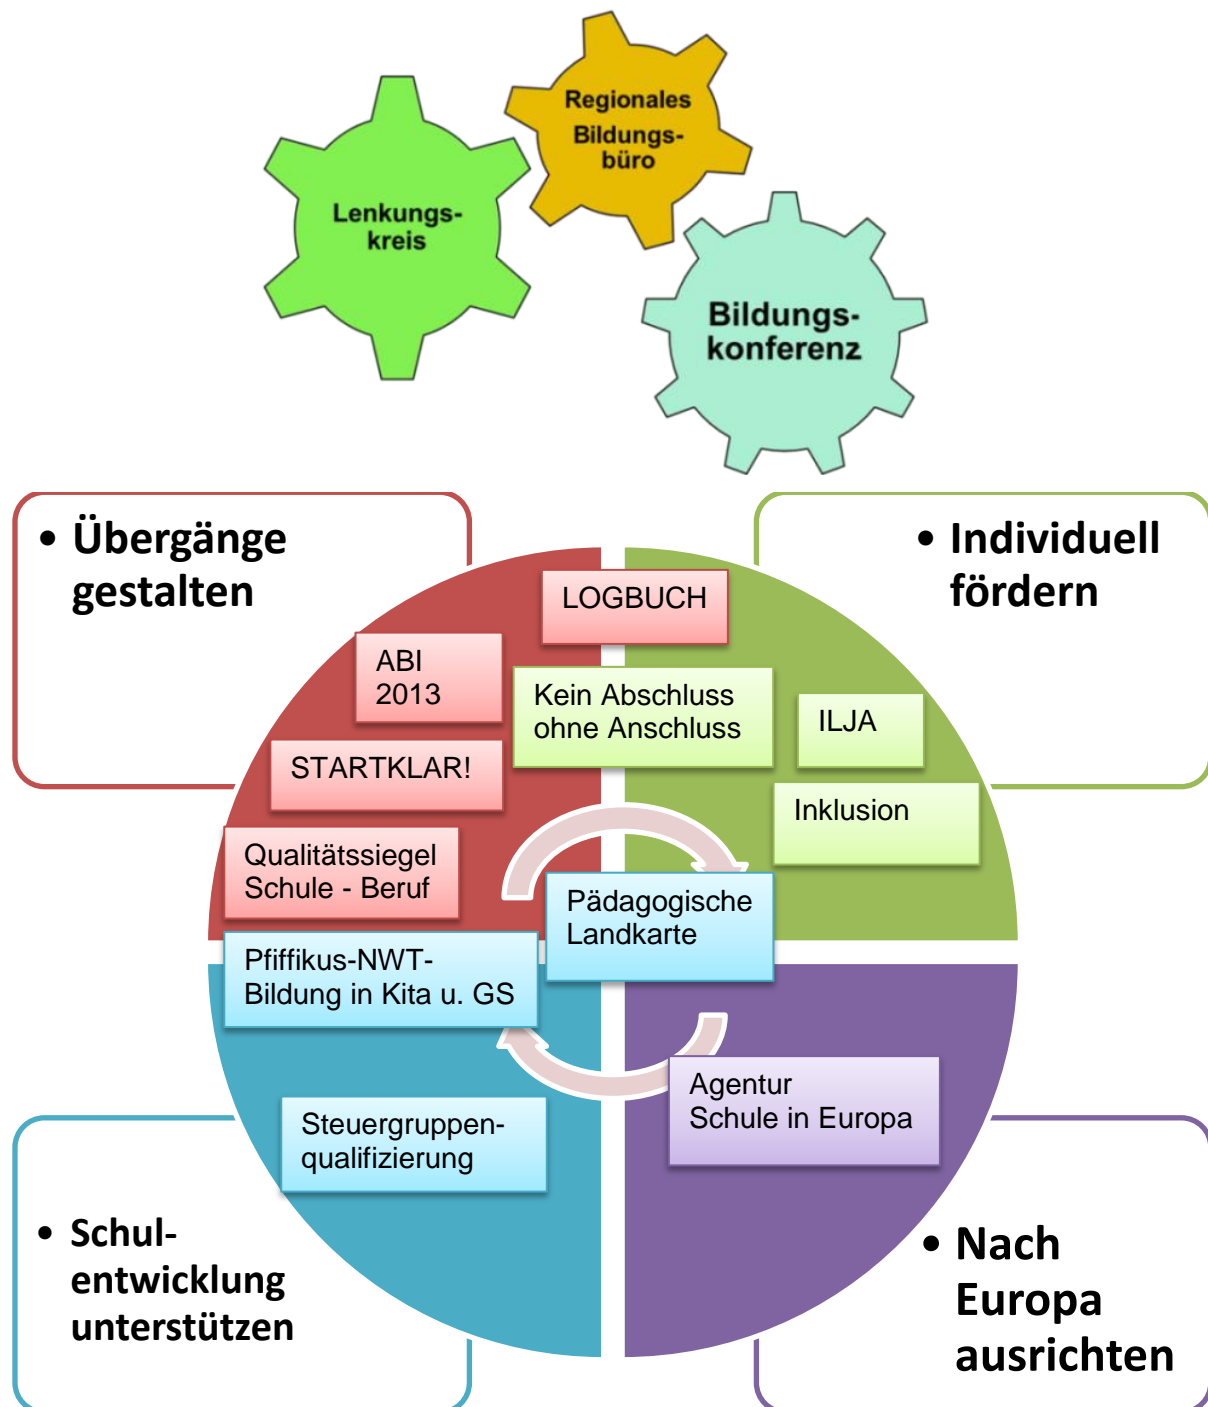 Regionales
Bildungs-
büro
Lenkungs-
kreis
Bildungs-
konferenz
• Übergänge
gestalten
• Individuell
fördern
LOGBUCH
ABI
2013
Kein Abschluss
ohne Anschluss
ILJA
STARTKLAR!
Inklusion
Qualitätssiegel
Schule - Beruf
Pädagogische
Landkarte
Pfiffikus-NWT-
Bildung in Kita u. GS
Agentur
Schule in Europa
Steuergruppen-
qualifizierung
• Schul-
entwicklung
unterstützen
• Nach
Europa
ausrichten